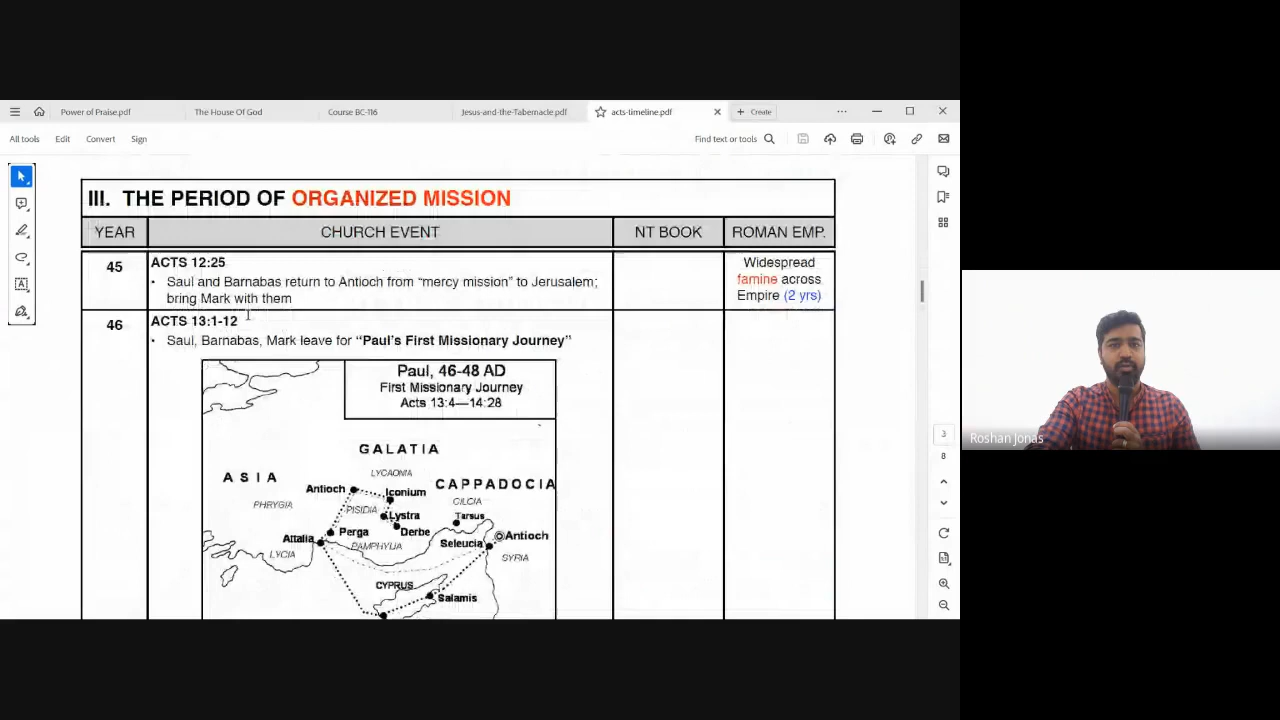 Power of Praise.pdf
The House Of God
Course BC-116
Jesus-and-the-Tabernacle.pdf
acts-timeline.pdf
Create
All tools
Edit
Convert
Sign
Find text or tools
III. THE PERIOD OF ORGANIZED MISSION
YEAR
CHURCH EVENT
NT BOOK
ROMAN EMP.
45
ACTS 12:25
• Saul and Barnabas return to Antioch from “mercy mission” to Jerusalem;
bring Mark with them
Widespread
famine across
Empire (2 yrs)
46
ACTS 13:1-12
• Saul, Barnabas, Mark leave for “Paul's First Missionary Journey”
Paul, 46-48 AD
First Missionary Journey
Acts 13:4—14:28
GALATIA
LYCAONIA
ASIA
CAPPADOCIA
Antioch
Iconium
CILCIA
PHRYGIA
PISIDIA
Lystra
Tarsus
Attalia
Perga
Derbe
Antioch
PAMPHYLIA
Seleucia
LYCIA
SYRIA
CYPRUS
Salamis
3
8
Roshan Jonas